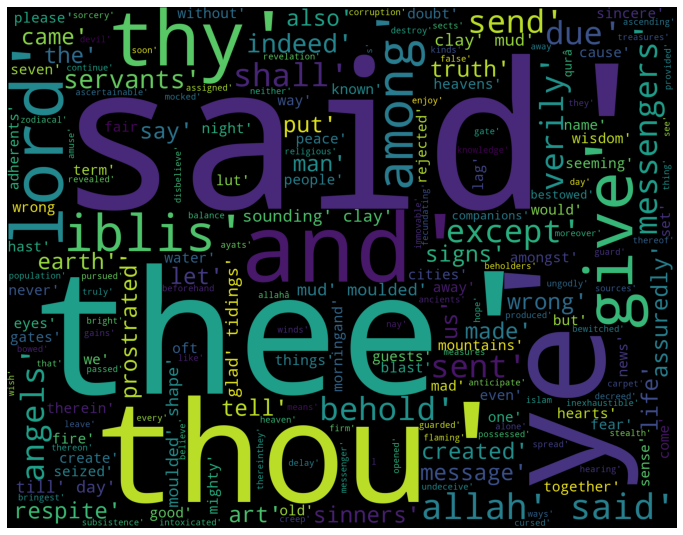 please' sorcery'
came'
without'
also
doubt'
send'
sincere'
corruption'
destroy' sects'
ascending'
devil'
the'
thy'
indeed'
clay' mud'
due'
treasures'
continue'
soon'
revelation'
kinds
away
seven'
servants'
shall'
truth'
cause'
qurâ
provided'
ascertainable'
assigned'
neither'
false'
enjoy'
they'
zodiacal'
mocked'
way'
known'
heavens'
name'
see'
adherents'
fair
say'
night'
put'
among
verily'
wisdom'
gate'
messengers'
amuse'
peace
rejected'
knowledge'
day'
term'
religious'
man
lag'
seeming
thing'
revealed'
disbelieve'
lut'
people'
bestowed'
lord'
said'
wrong
balance
immovable'
fecundating'
companions'
would'
set'
thereof'
hast'
iblis'
sounding' clay'
and'
except'
moreover'
guard'
population'
earth'
ayats'
signs'
amongst
give'
never'
pursued'
water'
let'
cities'
beholders'
ungodly'
truly'
beforehand
allahâ
mud' moulded'
away
ancients'
wrong'
sources'
eyes'
bright'
prostrated'
winds'
us'
hope'
produced'
bewitched'
gates'
gains'
glad' tidings'
oft
nay'
made'
but'
assuredly'
bowed'
we'
like'
morningand'
guests'
sent'
mountains'
news'
angels'
that'
passed'
things'
blast
measures
anticipate'
carpet'
wish'
therein
thee'
mad'
even'
decreed'
islam
inexhaustible'
every'
means'
tell'
guarded'
one
hearts'
life'
fire'
leave'
believe'
heaven'
firm'
behold'
flaming'
alone'
possessed'
fear'
stealth'
come'
thereon'
create'
moulded' shape'
thereinthey'
opened'
created'
together'
spread'
sense'
hearing'
till' day'
seized'
mighty'
thou'
delay'
messenger'
i
message'
undeceive'
ye'
bringest'
respite'
good'
art'
old'
sinners'
allah' said'
ways'
subsistence'
intoxicated'
creep'
cursed'